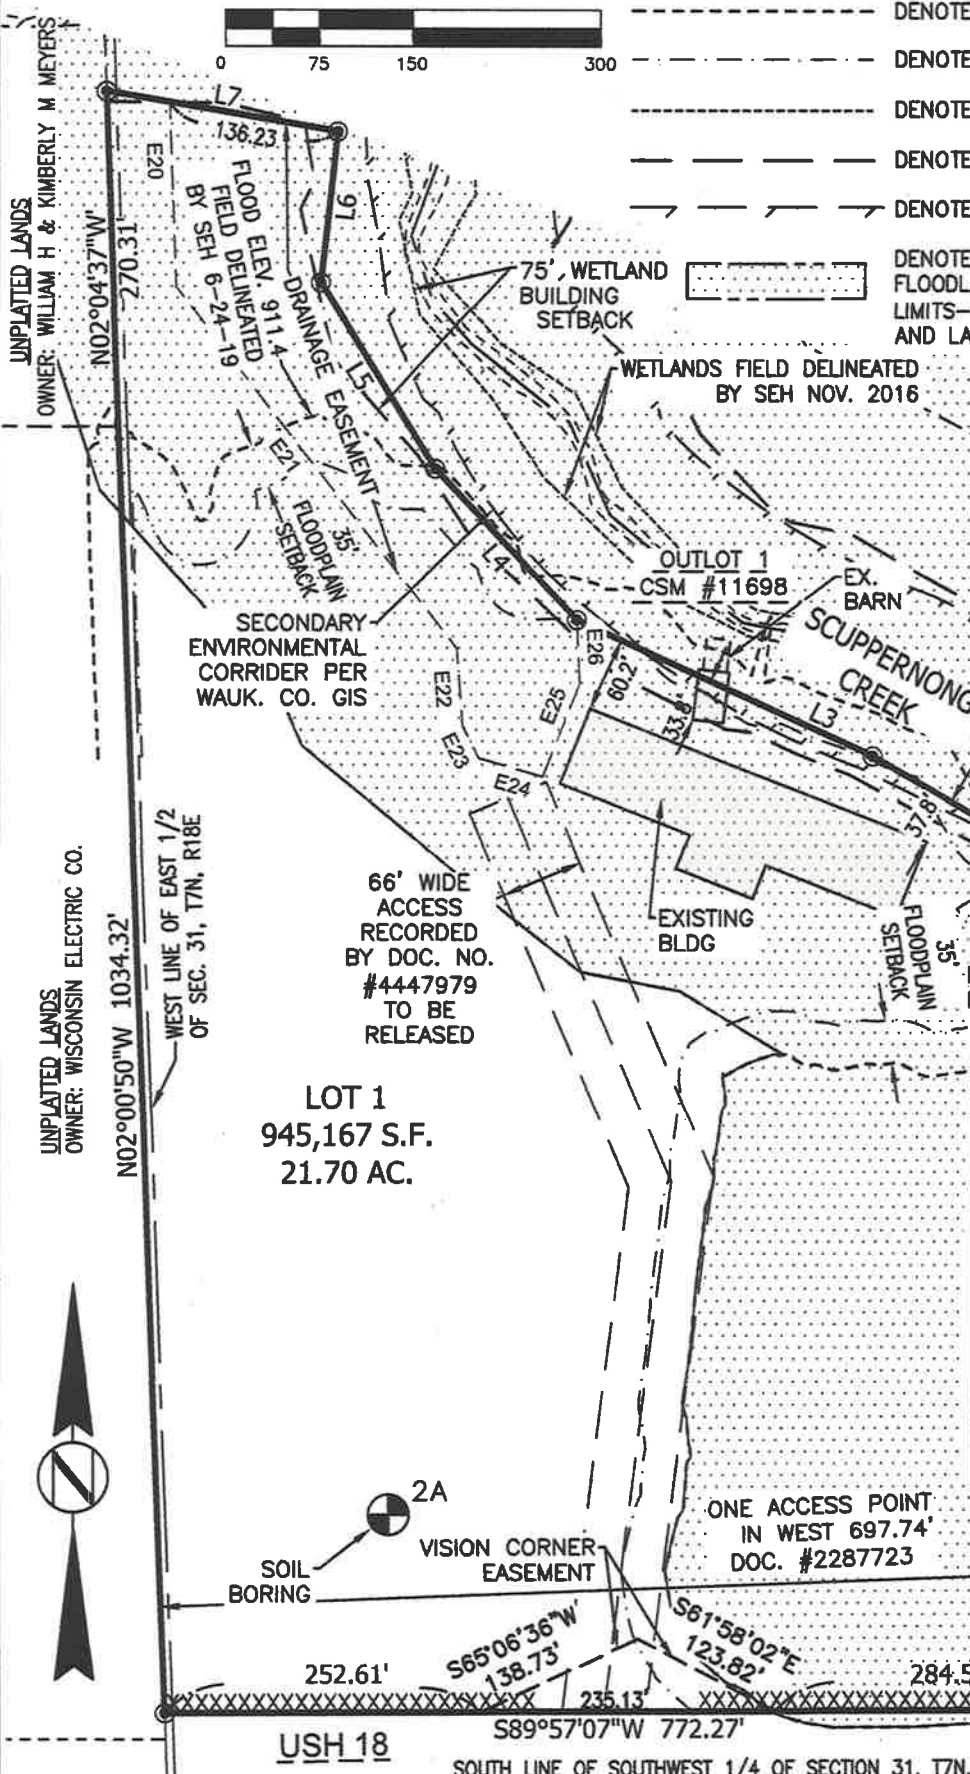 0 75 150 300
DENOTE
DENOTE
DENOTE
DENOTE
DENOTE
DENOTE
FLOODL
LIMITS—
AND LA
UNPLATTED LANDS
OWNER: WILLIAM H & KIMBERLY M MEYERS
N02°04'37"W
270.31'
L7
136.23'
E20
L6
FLOOD ELEV. 911.4
FIELD DELINEATED
BY SEH 6-24-19
DRAINAGE EASEMENT
L5
75' WETLAND
BUILDING
SETBACK
WETLANDS FIELD DELINEATED
BY SEH NOV. 2016
E21
35'
FLOODPLAIN
SETBACK
L4
OUTLOT 1
CSM #11698
EX.
BARN
SCUPPERNONG
CREEK
SECONDARY
ENVIRONMENTAL
CORRIDER PER
WAUK. CO. GIS
E26
60.2'
33.8'
L3
E22
E25
E23
E24
37.8'
66' WIDE
ACCESS
RECORDED
BY DOC. NO.
#4447979
TO BE
RELEASED
EXISTING
BLDG
35'
FLOODPLAIN
SETBACK
UNPLATTED LANDS
OWNER: WISCONSIN ELECTRIC CO.
N02°00'50"W 1034.32'
WEST LINE OF EAST 1/2
OF SEC. 31, T7N, R18E
LOT 1
945,167 S.F.
21.70 AC.
2A
SOIL
BORING
VISION CORNER
EASEMENT
ONE ACCESS POINT
IN WEST 697.74'
DOC. #2287723
S65°06'36"W
138.73'
S61°58'02"E
123.82'
252.61'
235.13'
284.5
XXXXXXXXXXXXXXXXXXXXXXXXXXXXXX
XXXXXXXXXXXXXXXXXXXXXX
S89°57'07"W 772.27'
USH 18
SOUTH LINE OF SOUTHWEST 1/4 OF SECTION 31, T7N,